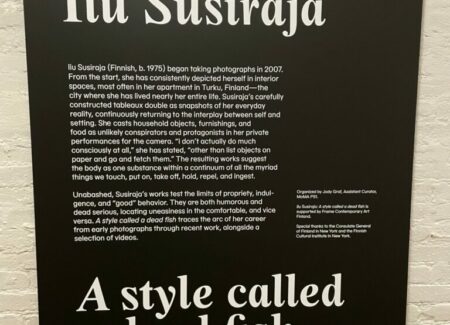 Iiu Susiraja
Iiu Susiraja (Finnish, b. 1975) began taking photographs in 2007.
From the start, she has consistently depicted herself in interior
spaces, most often in her apartment in Turku, Finland—the
city where she has lived nearly her entire life. Susiraja's carefully
constructed tableaux double as snapshots of her everyday
reality, continuously returning to the interplay between self and
setting. She casts household objects, furnishings, and
food as unlikely conspirators and protagonists in her private
performances for the camera. "I don't actually do much
consciously at all," she has stated, "other than list objects on
paper and go and fetch them." The resulting works suggest
the body as one substance within a continuum of all the myriad
things we touch, put on, take off, hold, repel, and ingest.
Unabashed, Susiraja's works test the limits of propriety, indul-
gence, and "good" behavior. They are both humorous and
dead serious, locating uneasiness in the comfortable, and vice
versa. A style called a dead fish traces the arc of her career
from early photographs through recent work, alongside a
selection of videos.
Organized by Jody Graf, Assistant Curator,
MoMA PS1.
Iiu Susiraja: A style called a dead fish is
supported by Frame Contemporary Art
Finland.
Special thanks to the Consulate General
of Finland in New York and the Finnish
Cultural Institute in New York.
A style called
a dead fish